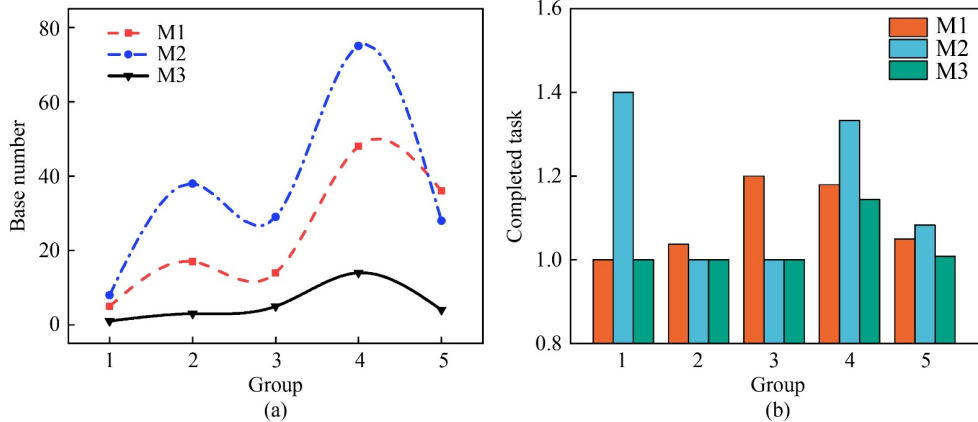 80
60
40
20
0
Base number
M1
M2
M3
1 2 3 4 5
Group
(a)
1.6
1.4
1.2
1.0
0.8
Completed task
M1
M2
M3
1 2 3 4 5
Group
(b)